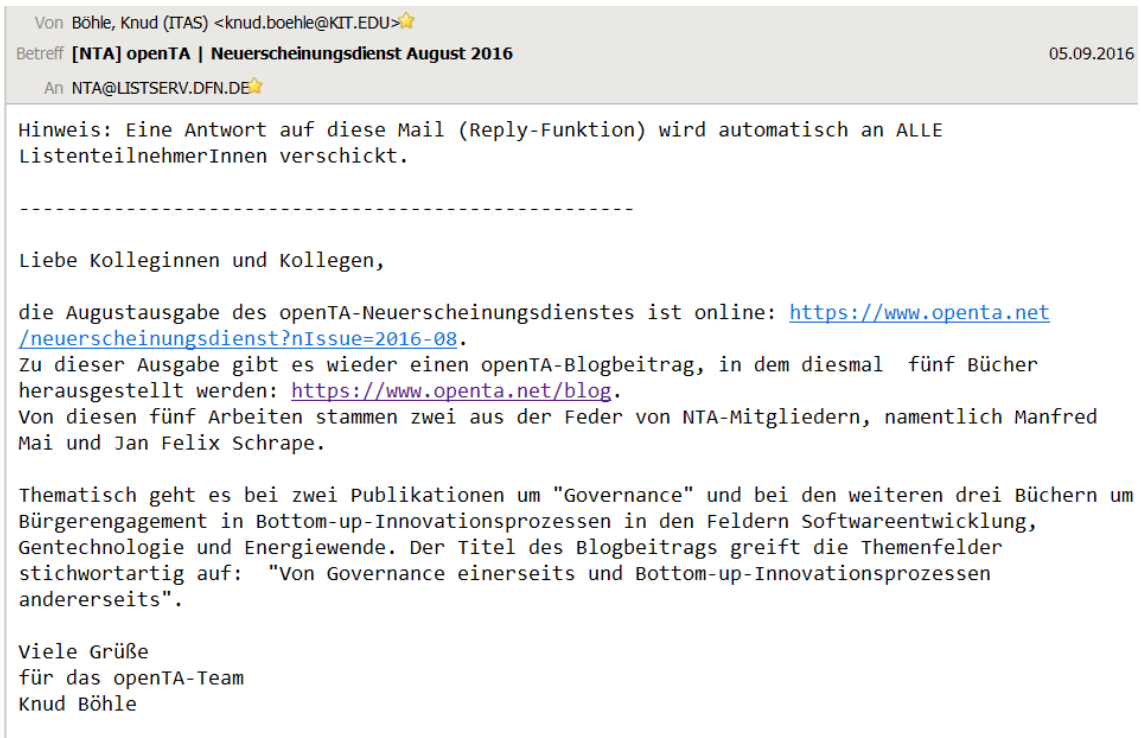 Von Böhle, Knud (ITAS) <knud.boehle@KIT.EDU>
Betreff [NTA] openTA | Neuerscheinungsdienst August 2016 05.09.2016
An NTA@LISTSERV.DFN.DE
Hinweis: Eine Antwort auf diese Mail (Reply-Funktion) wird automatisch an ALLE
ListenteilnehmerInnen verschickt.
----------------------------------------------------
Liebe Kolleginnen und Kollegen,
die Augustausgabe des openTA-Neuerscheinungsdienstes ist online: https://www.openta.net
/neuerscheinungsdienst?nIssue=2016-08.
Zu dieser Ausgabe gibt es wieder einen openTA-Blogbeitrag, in dem diesmal  fünf Bücher
herausgestellt werden: https://www.openta.net/blog.
Von diesen fünf Arbeiten stammen zwei aus der Feder von NTA-Mitgliedern, namentlich Manfred
Mai und Jan Felix Schrape.
Thematisch geht es bei zwei Publikationen um "Governance" und bei den weiteren drei Büchern um
Bürgerengagement in Bottom-up-Innovationsprozessen in den Feldern Softwareentwicklung,
Gentechnologie und Energiewende. Der Titel des Blogbeitrags greift die Themenfelder
stichwortartig auf:  "Von Governance einerseits und Bottom-up-Innovationsprozessen
andererseits".
Viele Grüße
für das openTA-Team
Knud Böhle